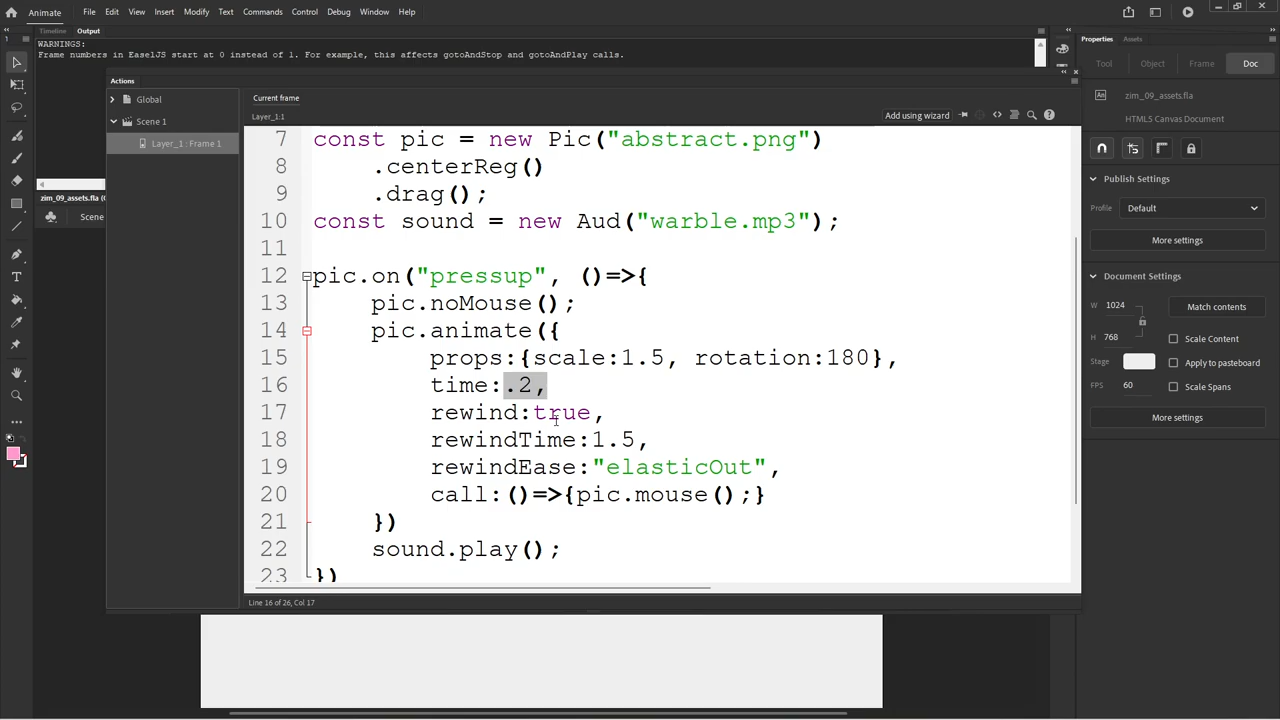 Animate
File Edit View Insert Modify Text Commands Control Debug Window Help
Timeline Output
WARNINGS:
Frame numbers in EaselJS start at 0 instead of 1. For example, this affects gotoAndStop and gotoAndPlay calls.
Actions
Global
Scene 1
Layer_1 : Frame 1
Current frame
Layer_1:1
Add using wizard
7 const pic = new Pic("abstract.png")
8 .centerReg()
9 .drag();
10 const sound = new Aud("warble.mp3");
11
12 pic.on("pressup", ()=>{
13 pic.noMouse();
14 pic.animate({
15 props:{scale:1.5, rotation:180},
16 time:.2,
17 rewind:true,
18 rewindTime:1.5,
19 rewindEase:"elasticOut",
20 call:()=>{pic.mouse();}
21 })
22 sound.play();
23 })
Line 16 of 26, Col 17
zim_09_assets.fla (
Scene
Properties Assets
Tool Object Frame Doc
An zim_09_assets.fla
HTML5 Canvas Document
Publish Settings
Profile Default
More settings
Document Settings
W 1024 Match contents
H 768 Scale Content
Stage Apply to pasteboard
FPS 60 Scale Spans
More settings